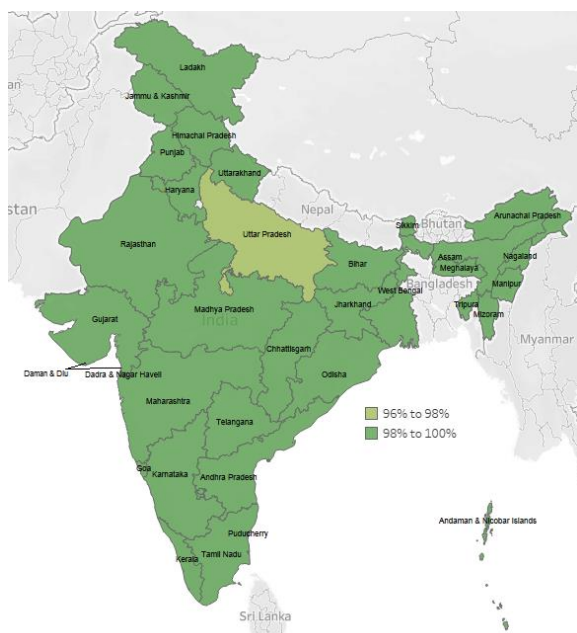 Ladakh
an
Jammu & Kashmir
Himachal Pradesh
Punjab
Uttarakhand
Haryana
Nepal
Arunachal Pradesh
stan
Sikkim
Bhutan
Uttar Pradesh
Rajasthan
Assam
Nagaland
Bihar
Meghalaya
Manipur
West Bengal
Bangladesh
Jharkhand
Tripura
Mizoram
Gujarat
Madhya Pradesh
India
Myanmar
Chhattisgarh
Daman & Diu
Dadra & Nagar Haveli
Odisha
Maharashtra
96% to 98%
Telangana
98% to 100%
Goa
Karnataka
Andhra Pradesh
Andaman & Nicobar Islands
Puducherry
Kerala
Tamil Nadu
Sri Lanka